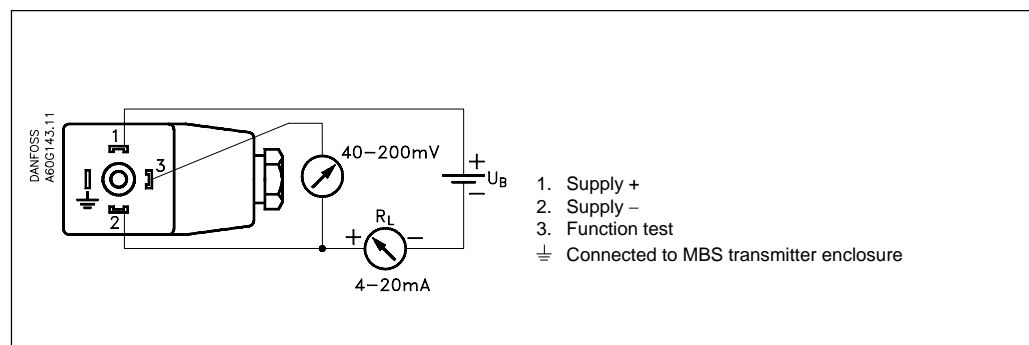 DANFOSS
A60G143.11
1
3
2
40-200mV
+
U_B
−
R_L
+ −
4-20mA
1. Supply +
2. Supply −
3. Function test
⏚ Connected to MBS transmitter enclosure